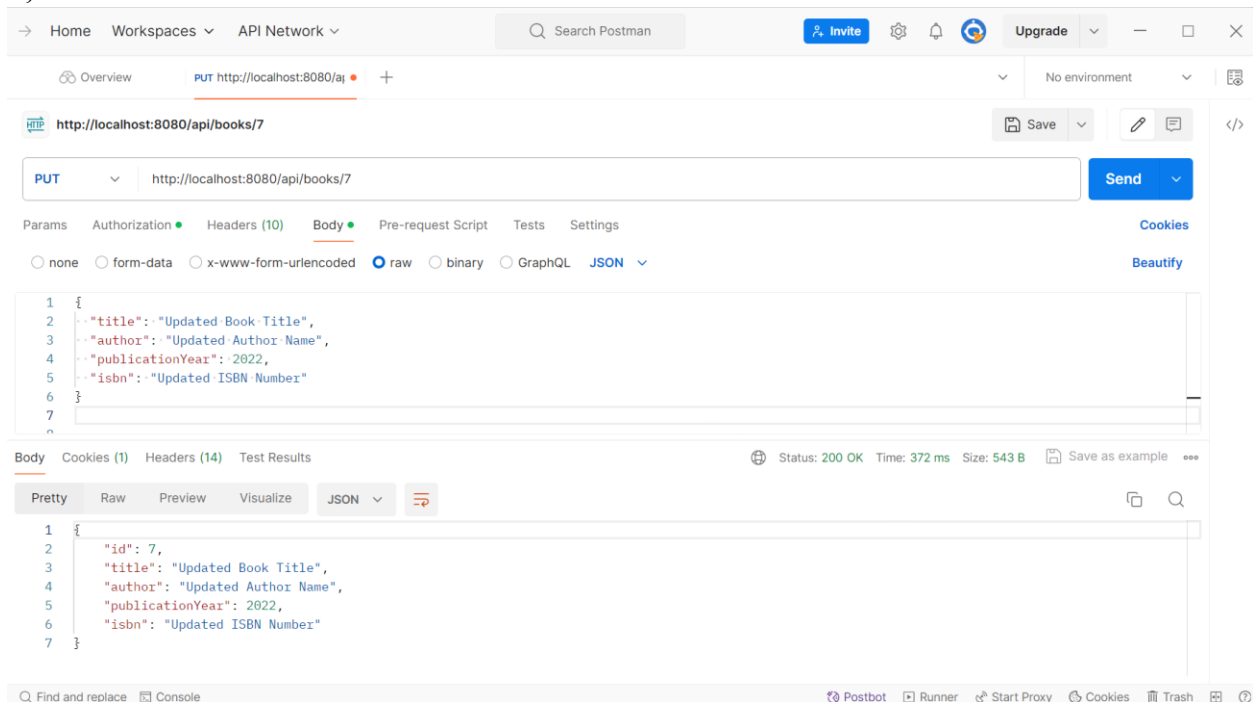 Home Workspaces API Network Search Postman Invite Upgrade
Overview PUT http://localhost:8080/ap No environment
HTTP http://localhost:8080/api/books/7 Save
PUT http://localhost:8080/api/books/7 Send
Params Authorization Headers (10) Body Pre-request Script Tests Settings Cookies
none form-data x-www-form-urlencoded raw binary GraphQL JSON Beautify
1 {
2 "title": "Updated Book Title",
3 "author": "Updated Author Name",
4 "publicationYear": 2022,
5 "isbn": "Updated ISBN Number"
6 }
7
Body Cookies (1) Headers (14) Test Results Status: 200 OK Time: 372 ms Size: 543 B Save as example
Pretty Raw Preview Visualize JSON
1 {
2 "id": 7,
3 "title": "Updated Book Title",
4 "author": "Updated Author Name",
5 "publicationYear": 2022,
6 "isbn": "Updated ISBN Number"
7 }
Find and replace Console Postbot Runner Start Proxy Cookies Trash